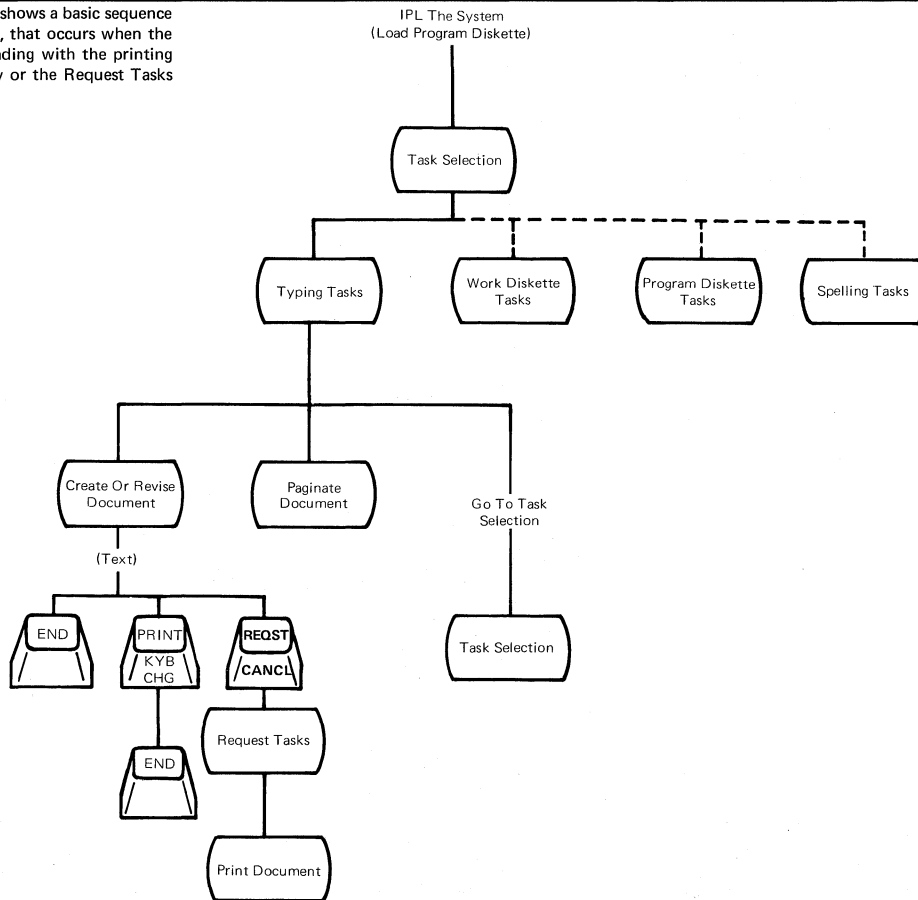 shows a basic sequence
, that occurs when the
ding with the printing
or the Request Tasks
IPL The System
(Load Program Diskette)
Task Selection
Typing Tasks
Work Diskette
Tasks
Program Diskette
Tasks
Spelling Tasks
Create Or Revise
Document
Paginate
Document
Go To Task
Selection
(Text)
END
PRINT
KYB
CHG
REQST
CANCL
Task Selection
Request Tasks
END
Print Document